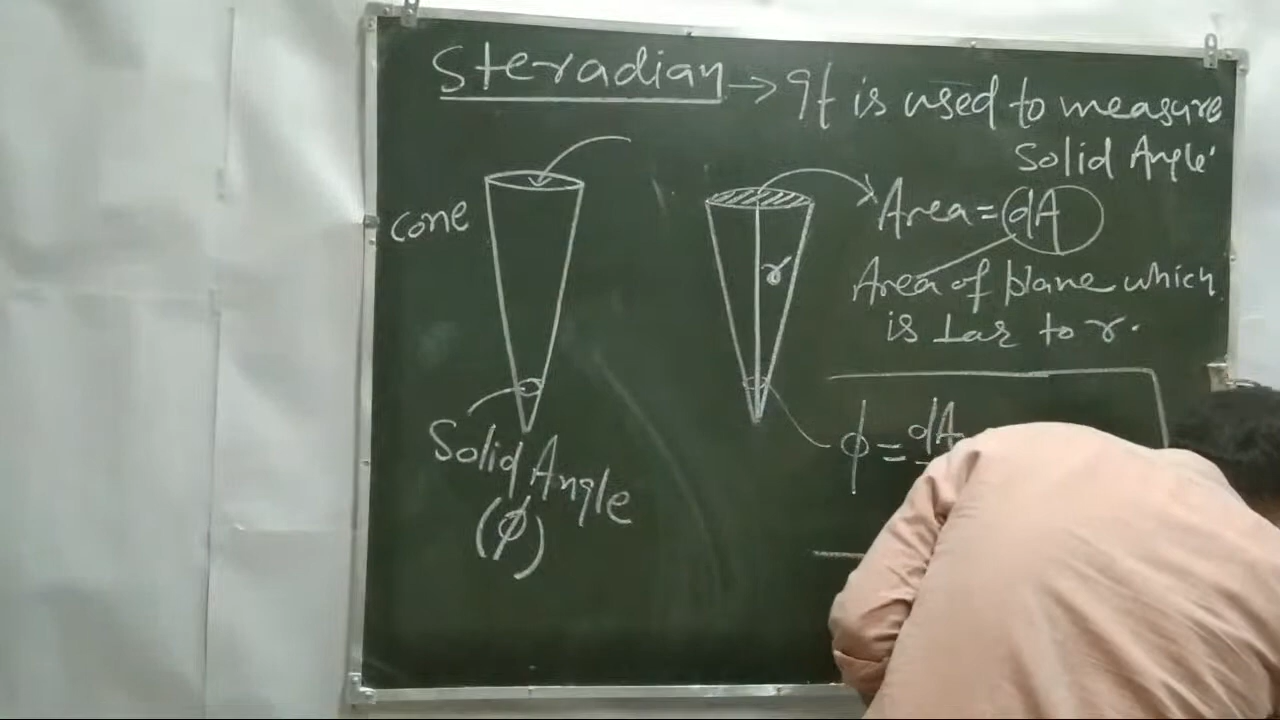 Steradian → It is used to measure
Solid Angle
cone
Area = dA
Area of plane which
is ⊥ar to r.
r
ϕ = dA
Solid Angle
(ϕ)